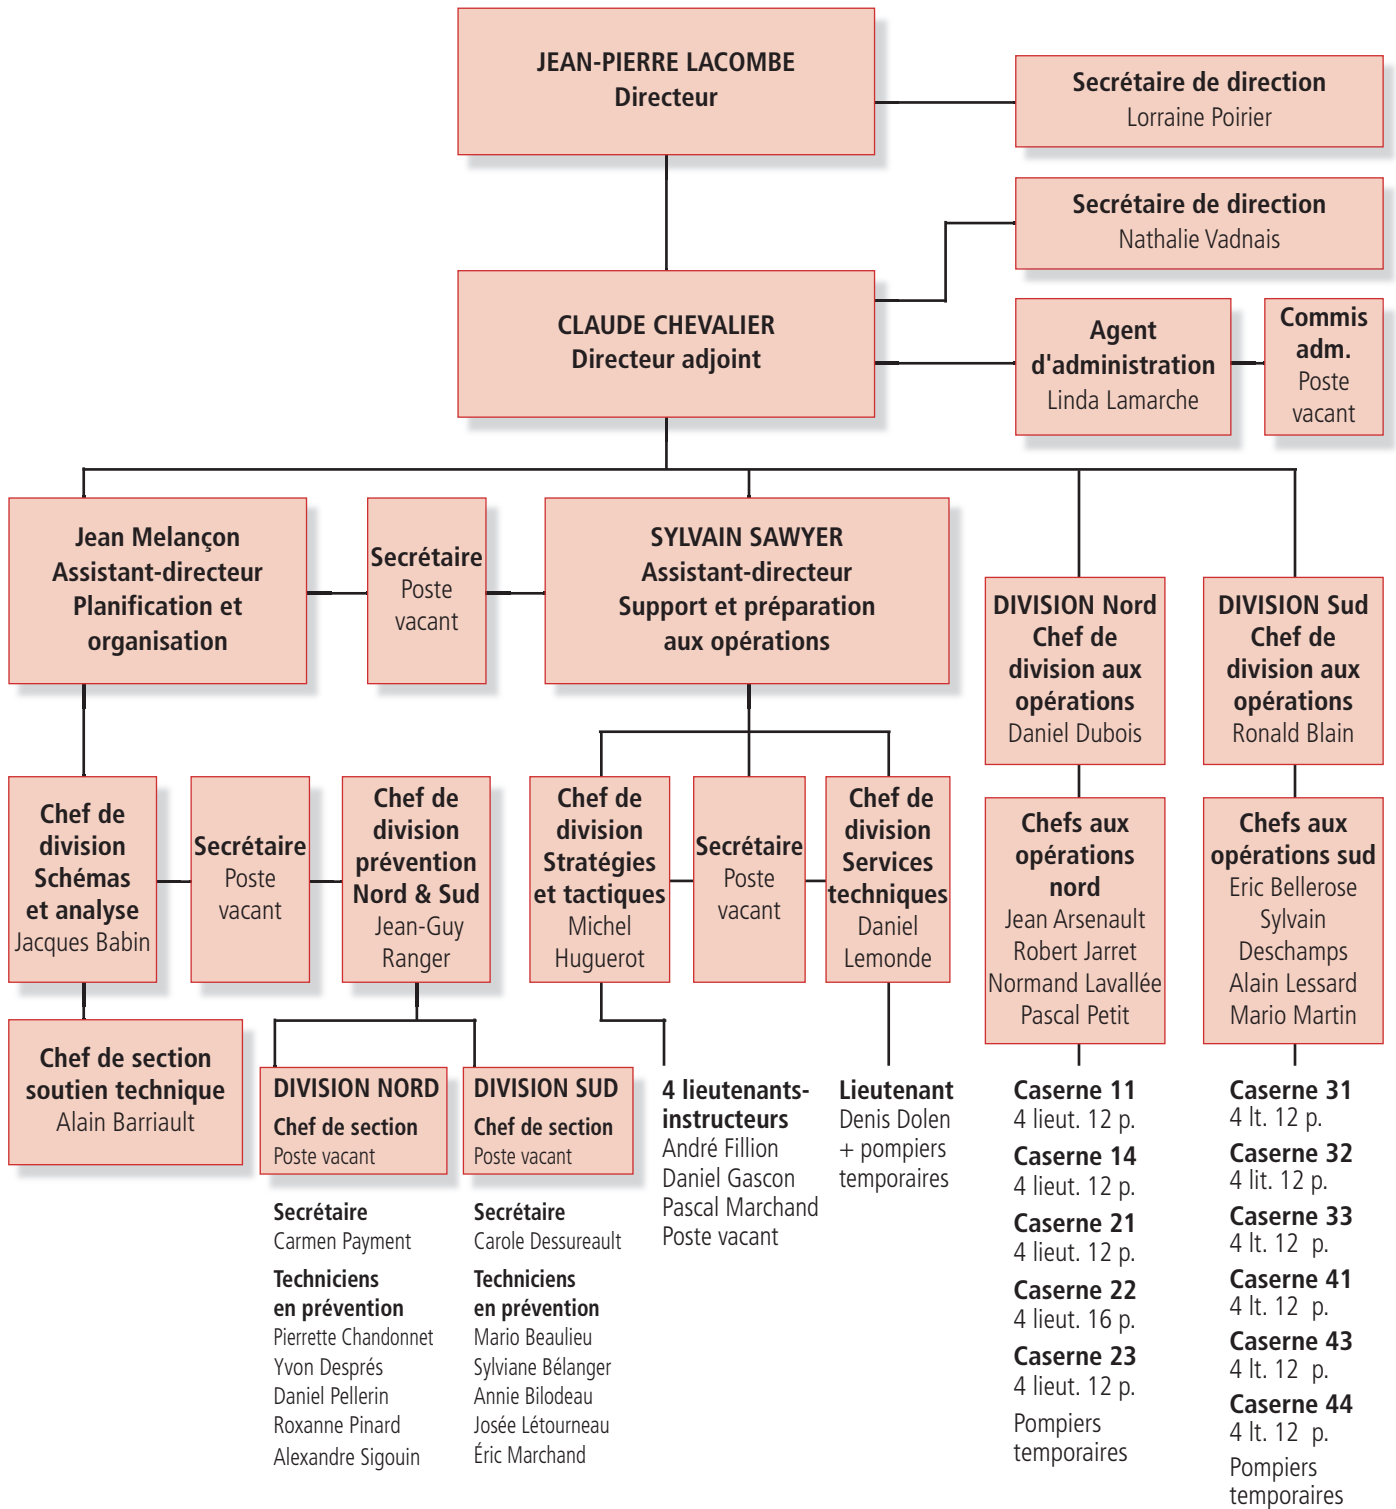 JEAN-PIERRE LACOMBE
Directeur
Secrétaire de direction
Lorraine Poirier
Secrétaire de direction
Nathalie Vadnais
CLAUDE CHEVALIER
Directeur adjoint
Agent
d'administration
Linda Lamarche
Commis
adm.
Poste
vacant
Jean Melançon
Assistant-directeur
Planification et
organisation
Secrétaire
Poste
vacant
SYLVAIN SAWYER
Assistant-directeur
Support et préparation
aux opérations
DIVISION Nord
Chef de
division aux
opérations
Daniel Dubois
DIVISION Sud
Chef de
division aux
opérations
Ronald Blain
Chef de
division
Schémas
et analyse
Jacques Babin
Secrétaire
Poste
vacant
Chef de
division
prévention
Nord & Sud
Jean-Guy
Ranger
Chef de
division
Stratégies
et tactiques
Michel
Huguerot
Secrétaire
Poste
vacant
Chef de
division
Services
techniques
Daniel
Lemonde
Chefs aux
opérations
nord
Jean Arsenault
Robert Jarret
Normand Lavallée
Pascal Petit
Chefs aux
opérations sud
Eric Bellerose
Sylvain
Deschamps
Alain Lessard
Mario Martin
Chef de section
soutien technique
Alain Barriault
DIVISION NORD
Chef de section
Poste vacant
Secrétaire
Carmen Payment
Techniciens
en prévention
Pierrette Chandonnet
Yvon Després
Daniel Pellerin
Roxanne Pinard
Alexandre Sigouin
DIVISION SUD
Chef de section
Poste vacant
Secrétaire
Carole Dessureault
Techniciens
en prévention
Mario Beaulieu
Sylviane Bélanger
Annie Bilodeau
Josée Létourneau
Éric Marchand
4 lieutenants-
instructeurs
André Fillion
Daniel Gascon
Pascal Marchand
Poste vacant
Lieutenant
Denis Dolen
+ pompiers
temporaires
Caserne 11
4 lieut. 12 p.
Caserne 14
4 lieut. 12 p.
Caserne 21
4 lieut. 12 p.
Caserne 22
4 lieut. 16 p.
Caserne 23
4 lieut. 12 p.
Pompiers
temporaires
Caserne 31
4 lt. 12 p.
Caserne 32
4 lit. 12 p.
Caserne 33
4 lt. 12 p.
Caserne 41
4 lt. 12 p.
Caserne 43
4 lt. 12 p.
Caserne 44
4 lt. 12 p.
Pompiers
temporaires